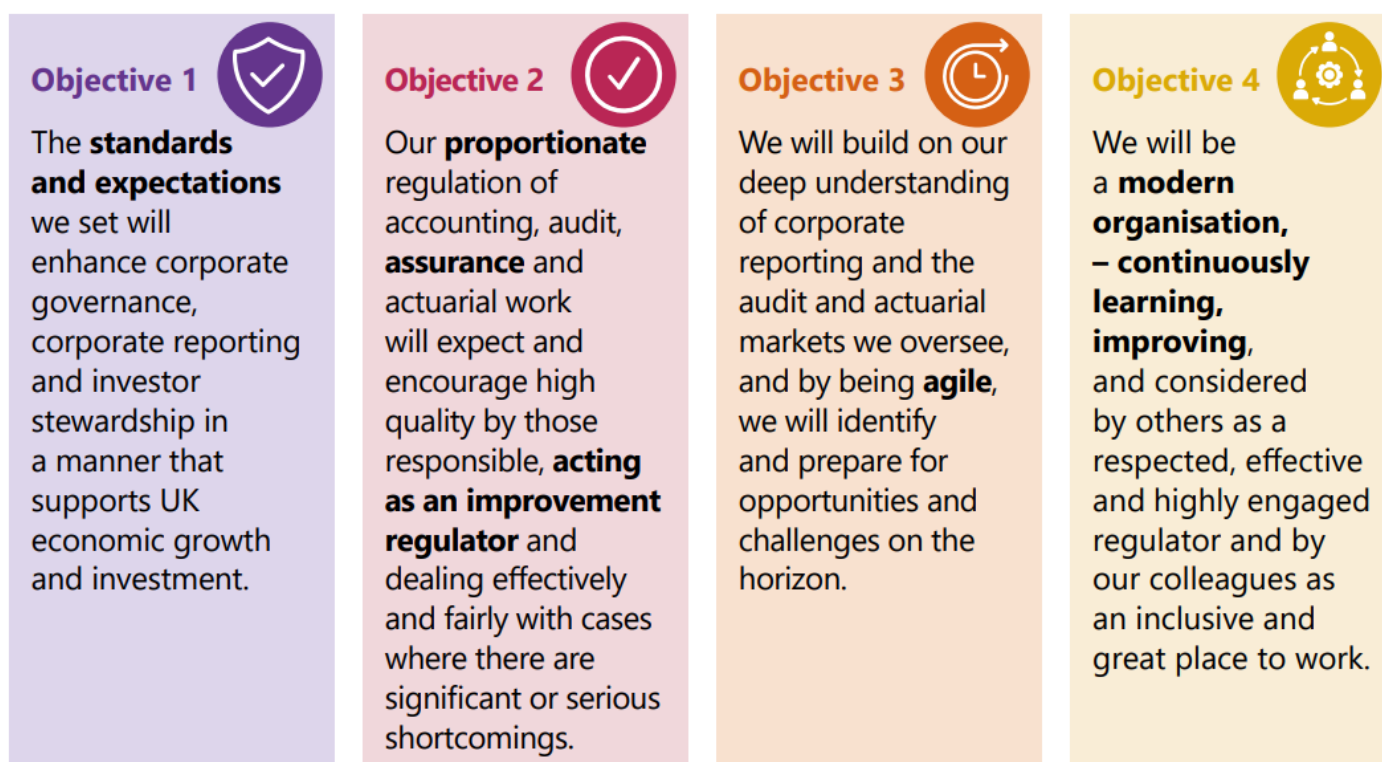 Objective 1
The standards
and expectations
we set will
enhance corporate
governance,
corporate reporting
and investor
stewardship in
a manner that
supports UK
economic growth
and investment.
Objective 2
Our proportionate
regulation of
accounting, audit,
assurance and
actuarial work
will expect and
encourage high
quality by those
responsible, acting
as an improvement
regulator and
dealing effectively
and fairly with cases
where there are
significant or serious
shortcomings.
Objective 3
We will build on our
deep understanding
of corporate
reporting and the
audit and actuarial
markets we oversee,
and by being agile,
we will identify
and prepare for
opportunities and
challenges on the
horizon.
Objective 4
We will be
a modern
organisation,
– continuously
learning,
improving,
and considered
by others as a
respected, effective
and highly engaged
regulator and by
our colleagues as
an inclusive and
great place to work.